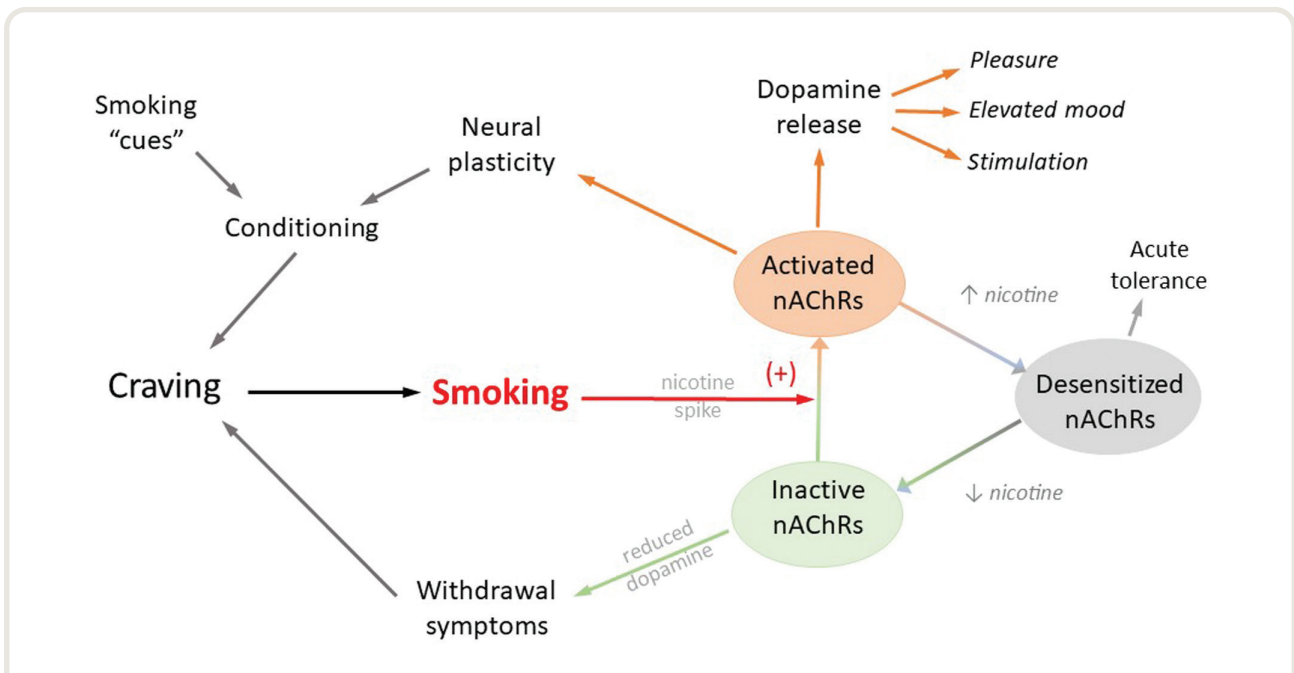 Smoking
“cues”
Neural
plasticity
Dopamine
release
Pleasure
Elevated mood
Stimulation
Conditioning
Activated
nAChRs
↑ nicotine
Acute
tolerance
Craving
Smoking
nicotine
spike
(+)
Desensitized
nAChRs
Inactive
nAChRs
↓ nicotine
reduced
dopamine
Withdrawal
symptoms